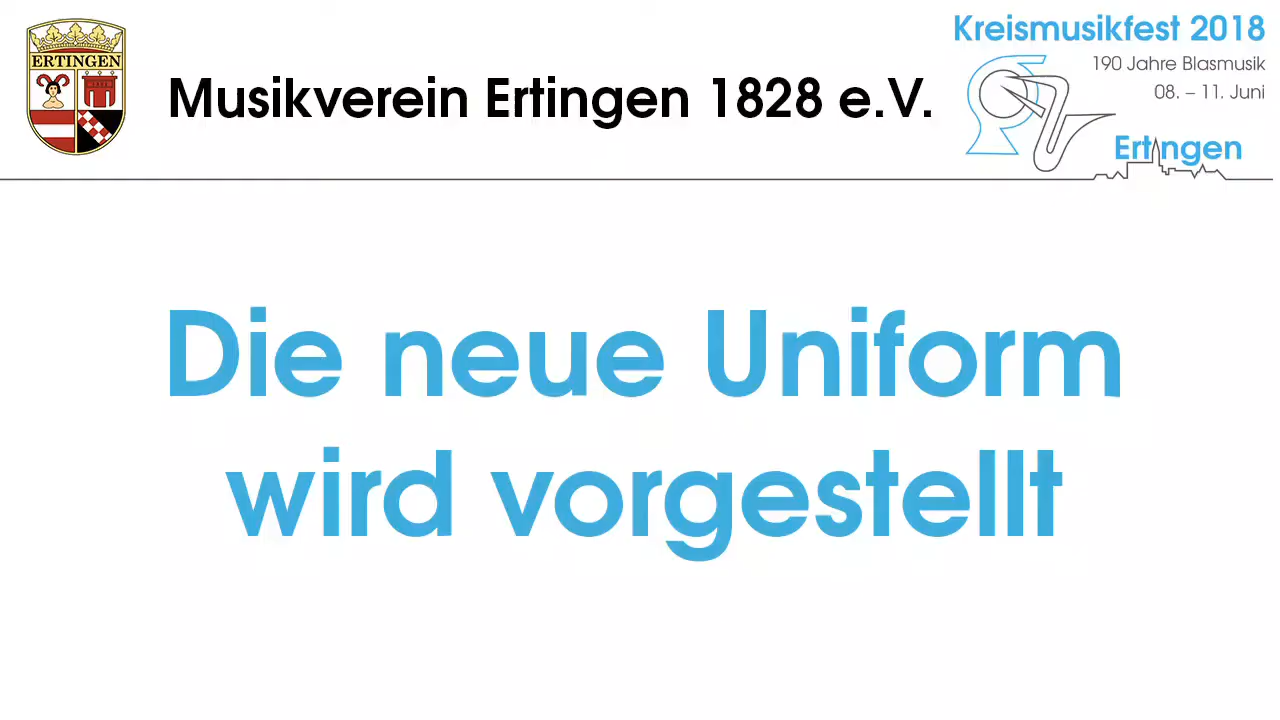 ERTINGEN
Musikverein Ertingen 1828 e.V.
Kreismusikfest 2018
190 Jahre Blasmusik
08. – 11. Juni
Ertingen
Die neue Uniform
wird vorgestellt